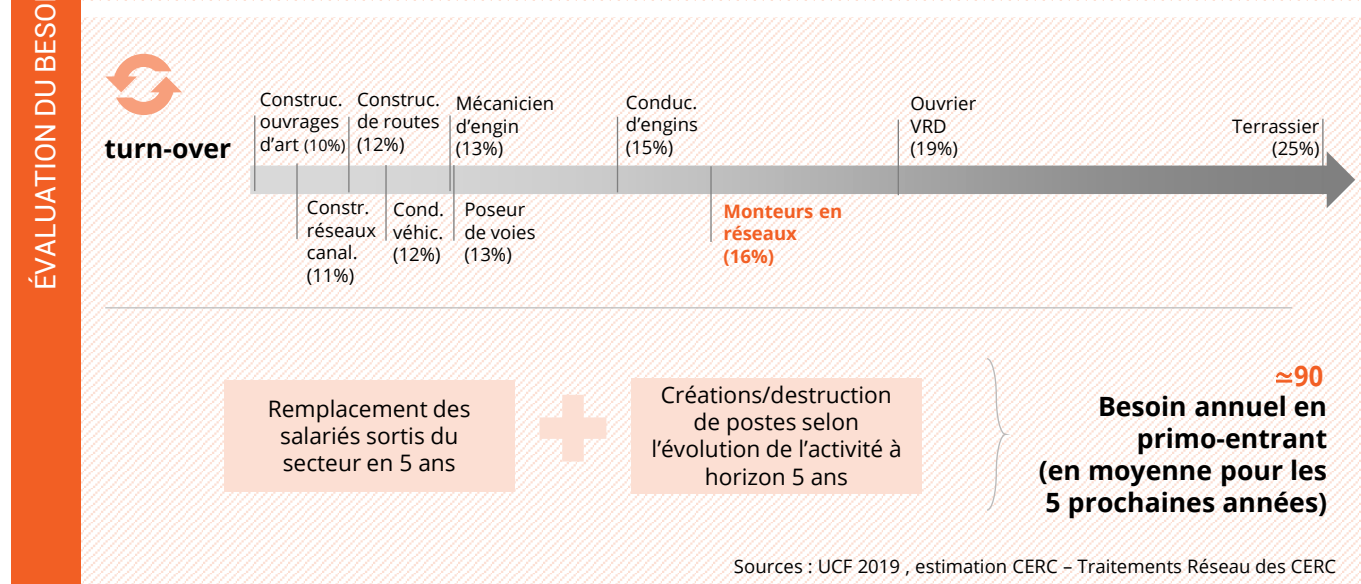 ÉVALUATION DU BESO
turn-over
Construc.
ouvrages
d'art (10%)
Construc.
de routes
(12%)
Mécanicien
d'engin
(13%)
Conduc.
d'engins
(15%)
Ouvrier
VRD
(19%)
Terrassier
(25%)
Constr.
réseaux
canal.
(11%)
Cond.
véhic.
(12%)
Poseur
de voies
(13%)
Monteurs en
réseaux
(16%)
Remplacement des
salariés sortis du
secteur en 5 ans
Créations/destruction
de postes selon
l'évolution de l'activité à
horizon 5 ans
≃90
Besoin annuel en
primo-entrant
(en moyenne pour les
5 prochaines années)
Sources : UCF 2019 , estimation CERC – Traitements Réseau des CERC